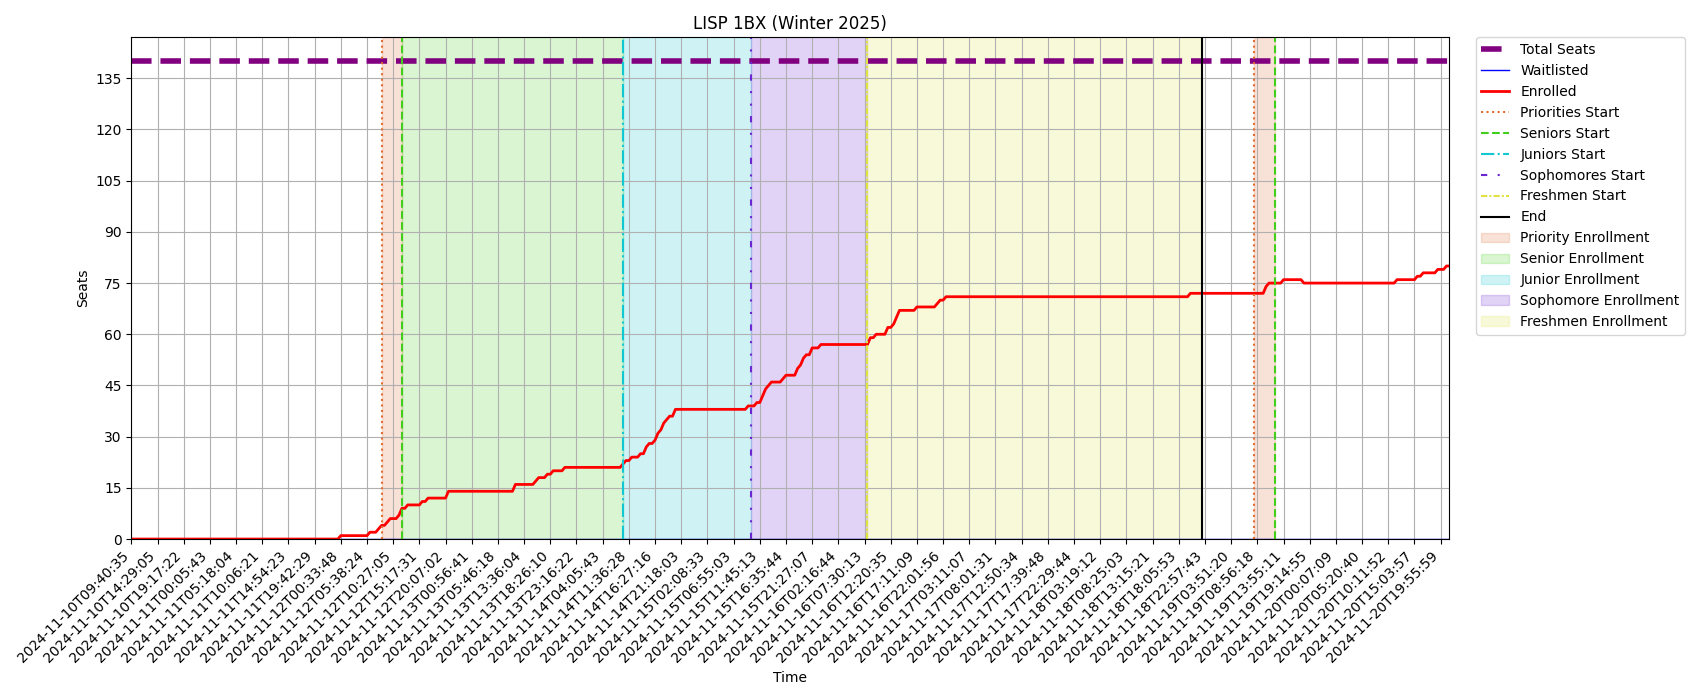 LISP 1BX (Winter 2025)
Seats
135
120
105
90
75
60
45
30
15
0
2024-11-10T09:40:35
2024-11-10T14:29:05
2024-11-10T19:17:22
2024-11-11T00:05:43
2024-11-11T05:18:04
2024-11-11T10:06:21
2024-11-11T14:54:23
2024-11-11T19:42:29
2024-11-12T00:33:48
2024-11-12T05:38:24
2024-11-12T10:27:05
2024-11-12T15:17:31
2024-11-12T20:07:02
2024-11-13T00:56:41
2024-11-13T05:46:18
2024-11-13T13:36:04
2024-11-13T18:26:10
2024-11-13T23:16:22
2024-11-14T04:05:43
2024-11-14T11:36:28
2024-11-14T16:27:16
2024-11-14T21:18:03
2024-11-15T02:08:33
2024-11-15T06:55:03
2024-11-15T11:45:13
2024-11-15T16:35:44
2024-11-15T21:27:07
2024-11-16T02:16:44
2024-11-16T07:30:13
2024-11-16T12:20:35
2024-11-16T17:11:09
2024-11-16T22:01:56
2024-11-17T03:11:07
2024-11-17T08:01:31
2024-11-17T12:50:34
2024-11-17T17:39:48
2024-11-17T22:29:44
2024-11-18T03:19:12
2024-11-18T08:25:03
2024-11-18T13:15:21
2024-11-18T18:05:53
2024-11-18T22:57:43
2024-11-19T03:51:20
2024-11-19T08:56:18
2024-11-19T13:55:11
2024-11-19T19:14:55
2024-11-20T00:07:09
2024-11-20T05:20:40
2024-11-20T10:11:52
2024-11-20T15:03:57
2024-11-20T19:55:59
Time
Total Seats
Waitlisted
Enrolled
Priorities Start
Seniors Start
Juniors Start
Sophomores Start
Freshmen Start
End
Priority Enrollment
Senior Enrollment
Junior Enrollment
Sophomore Enrollment
Freshmen Enrollment